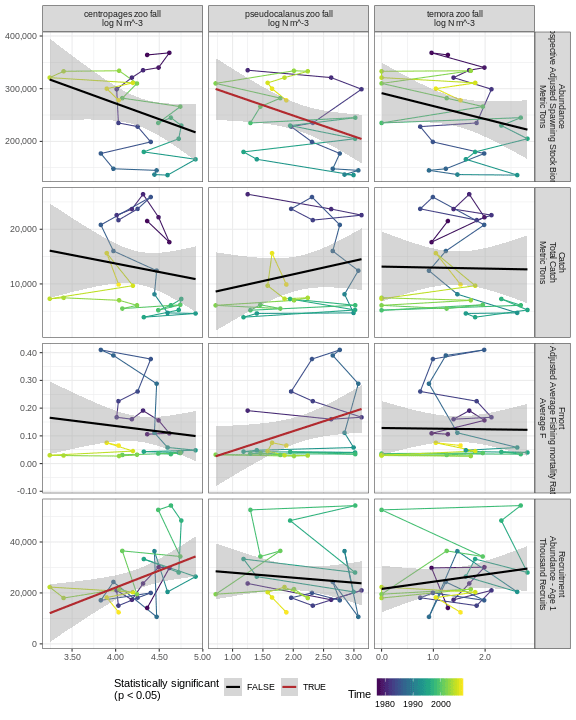 centropages zoo fall
log N m^-3
pseudocalanus zoo fall
log N m^-3
temora zoo fall
log N m^-3
400,000
300,000
200,000
Abundance
Adjusted Spawning Stock
Metric Tons
20,000
10,000
Catch
Total Catch
Metric Tons
0.40
0.30
0.20
0.10
0.00
-0.10
Fmort
Adjusted Average Fishing mortality
Average F
40,000
20,000
0
Recruitment
Abundance - Age 1
Thousand Recruits
3.50
4.00
4.50
5.00
1.00
1.50
2.00
2.50
3.00
0.0
1.0
2.0
Statistically significant
(p < 0.05)
FALSE
TRUE
Time
1980
1990
2000